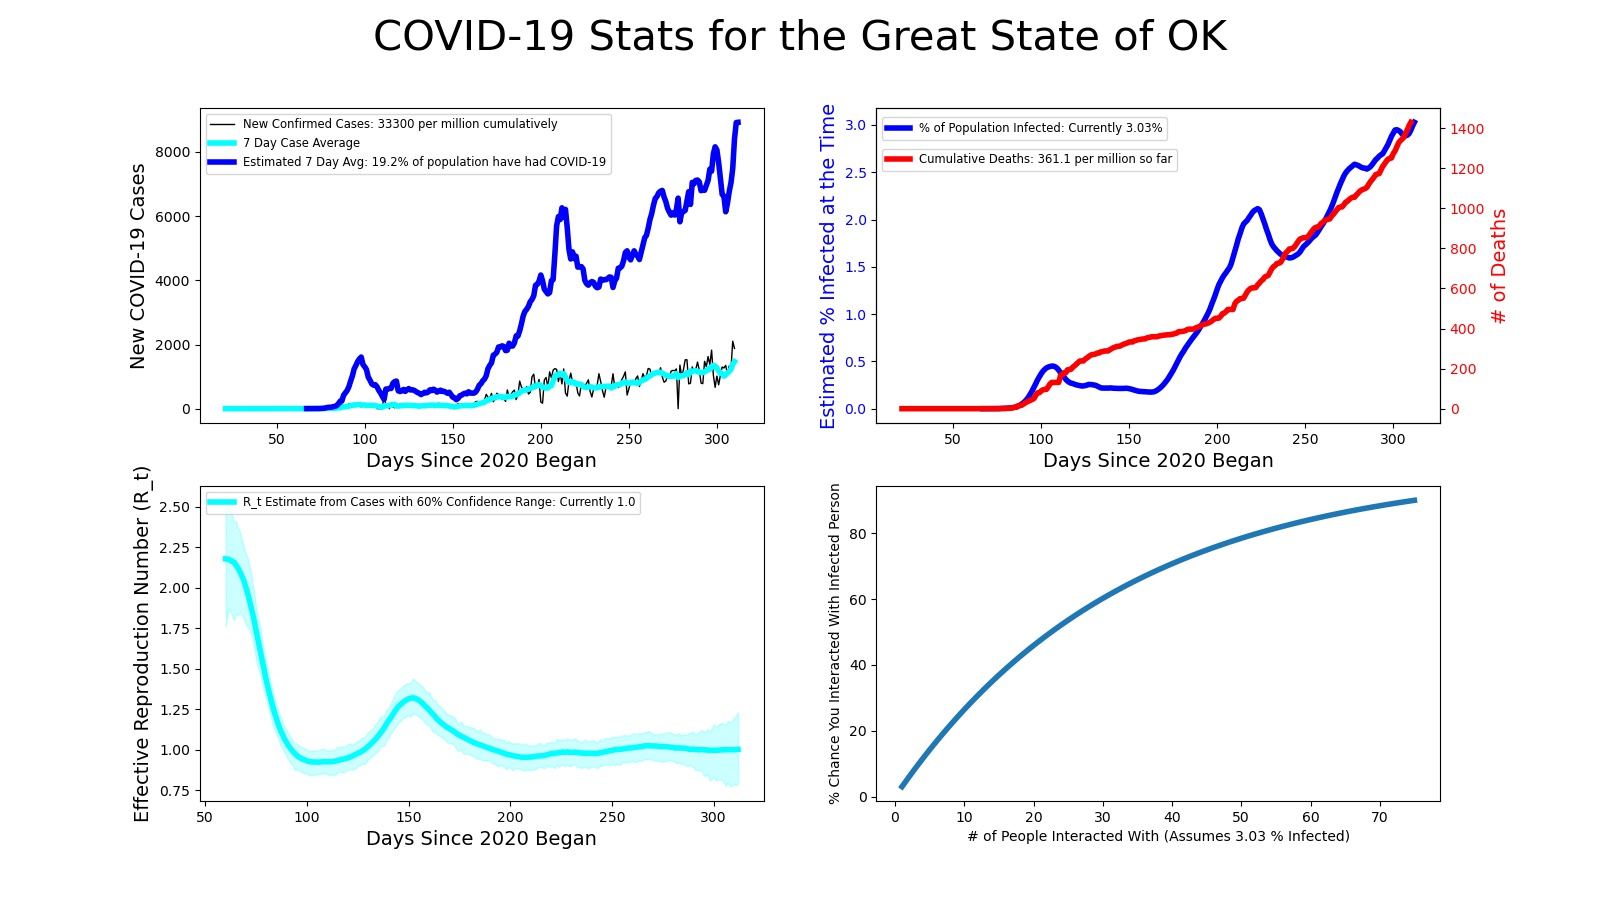 COVID-19 Stats for the Great State of OK
New COVID-19 Cases
8000
6000
4000
2000
0
New Confirmed Cases: 33300 per million cumulatively
7 Day Case Average
Estimated 7 Day Avg: 19.2% of population have had COVID-19
50 100 150 200 250 300
Days Since 2020 Began
Estimated % Infected at the Time
3.0
2.5
2.0
1.5
1.0
0.5
0.0
% of Population Infected: Currently 3.03%
Cumulative Deaths: 361.1 per million so far
1400
1200
1000
800
600
400
200
0
# of Deaths
50 100 150 200 250 300
Days Since 2020 Began
Effective Reproduction Number (R_t)
2.50
2.25
2.00
1.75
1.50
1.25
1.00
0.75
R_t Estimate from Cases with 60% Confidence Range: Currently 1.0
50 100 150 200 250 300
Days Since 2020 Began
% Chance You Interacted With Infected Person
80
60
40
20
0
0 10 20 30 40 50 60 70
# of People Interacted With (Assumes 3.03 % Infected)